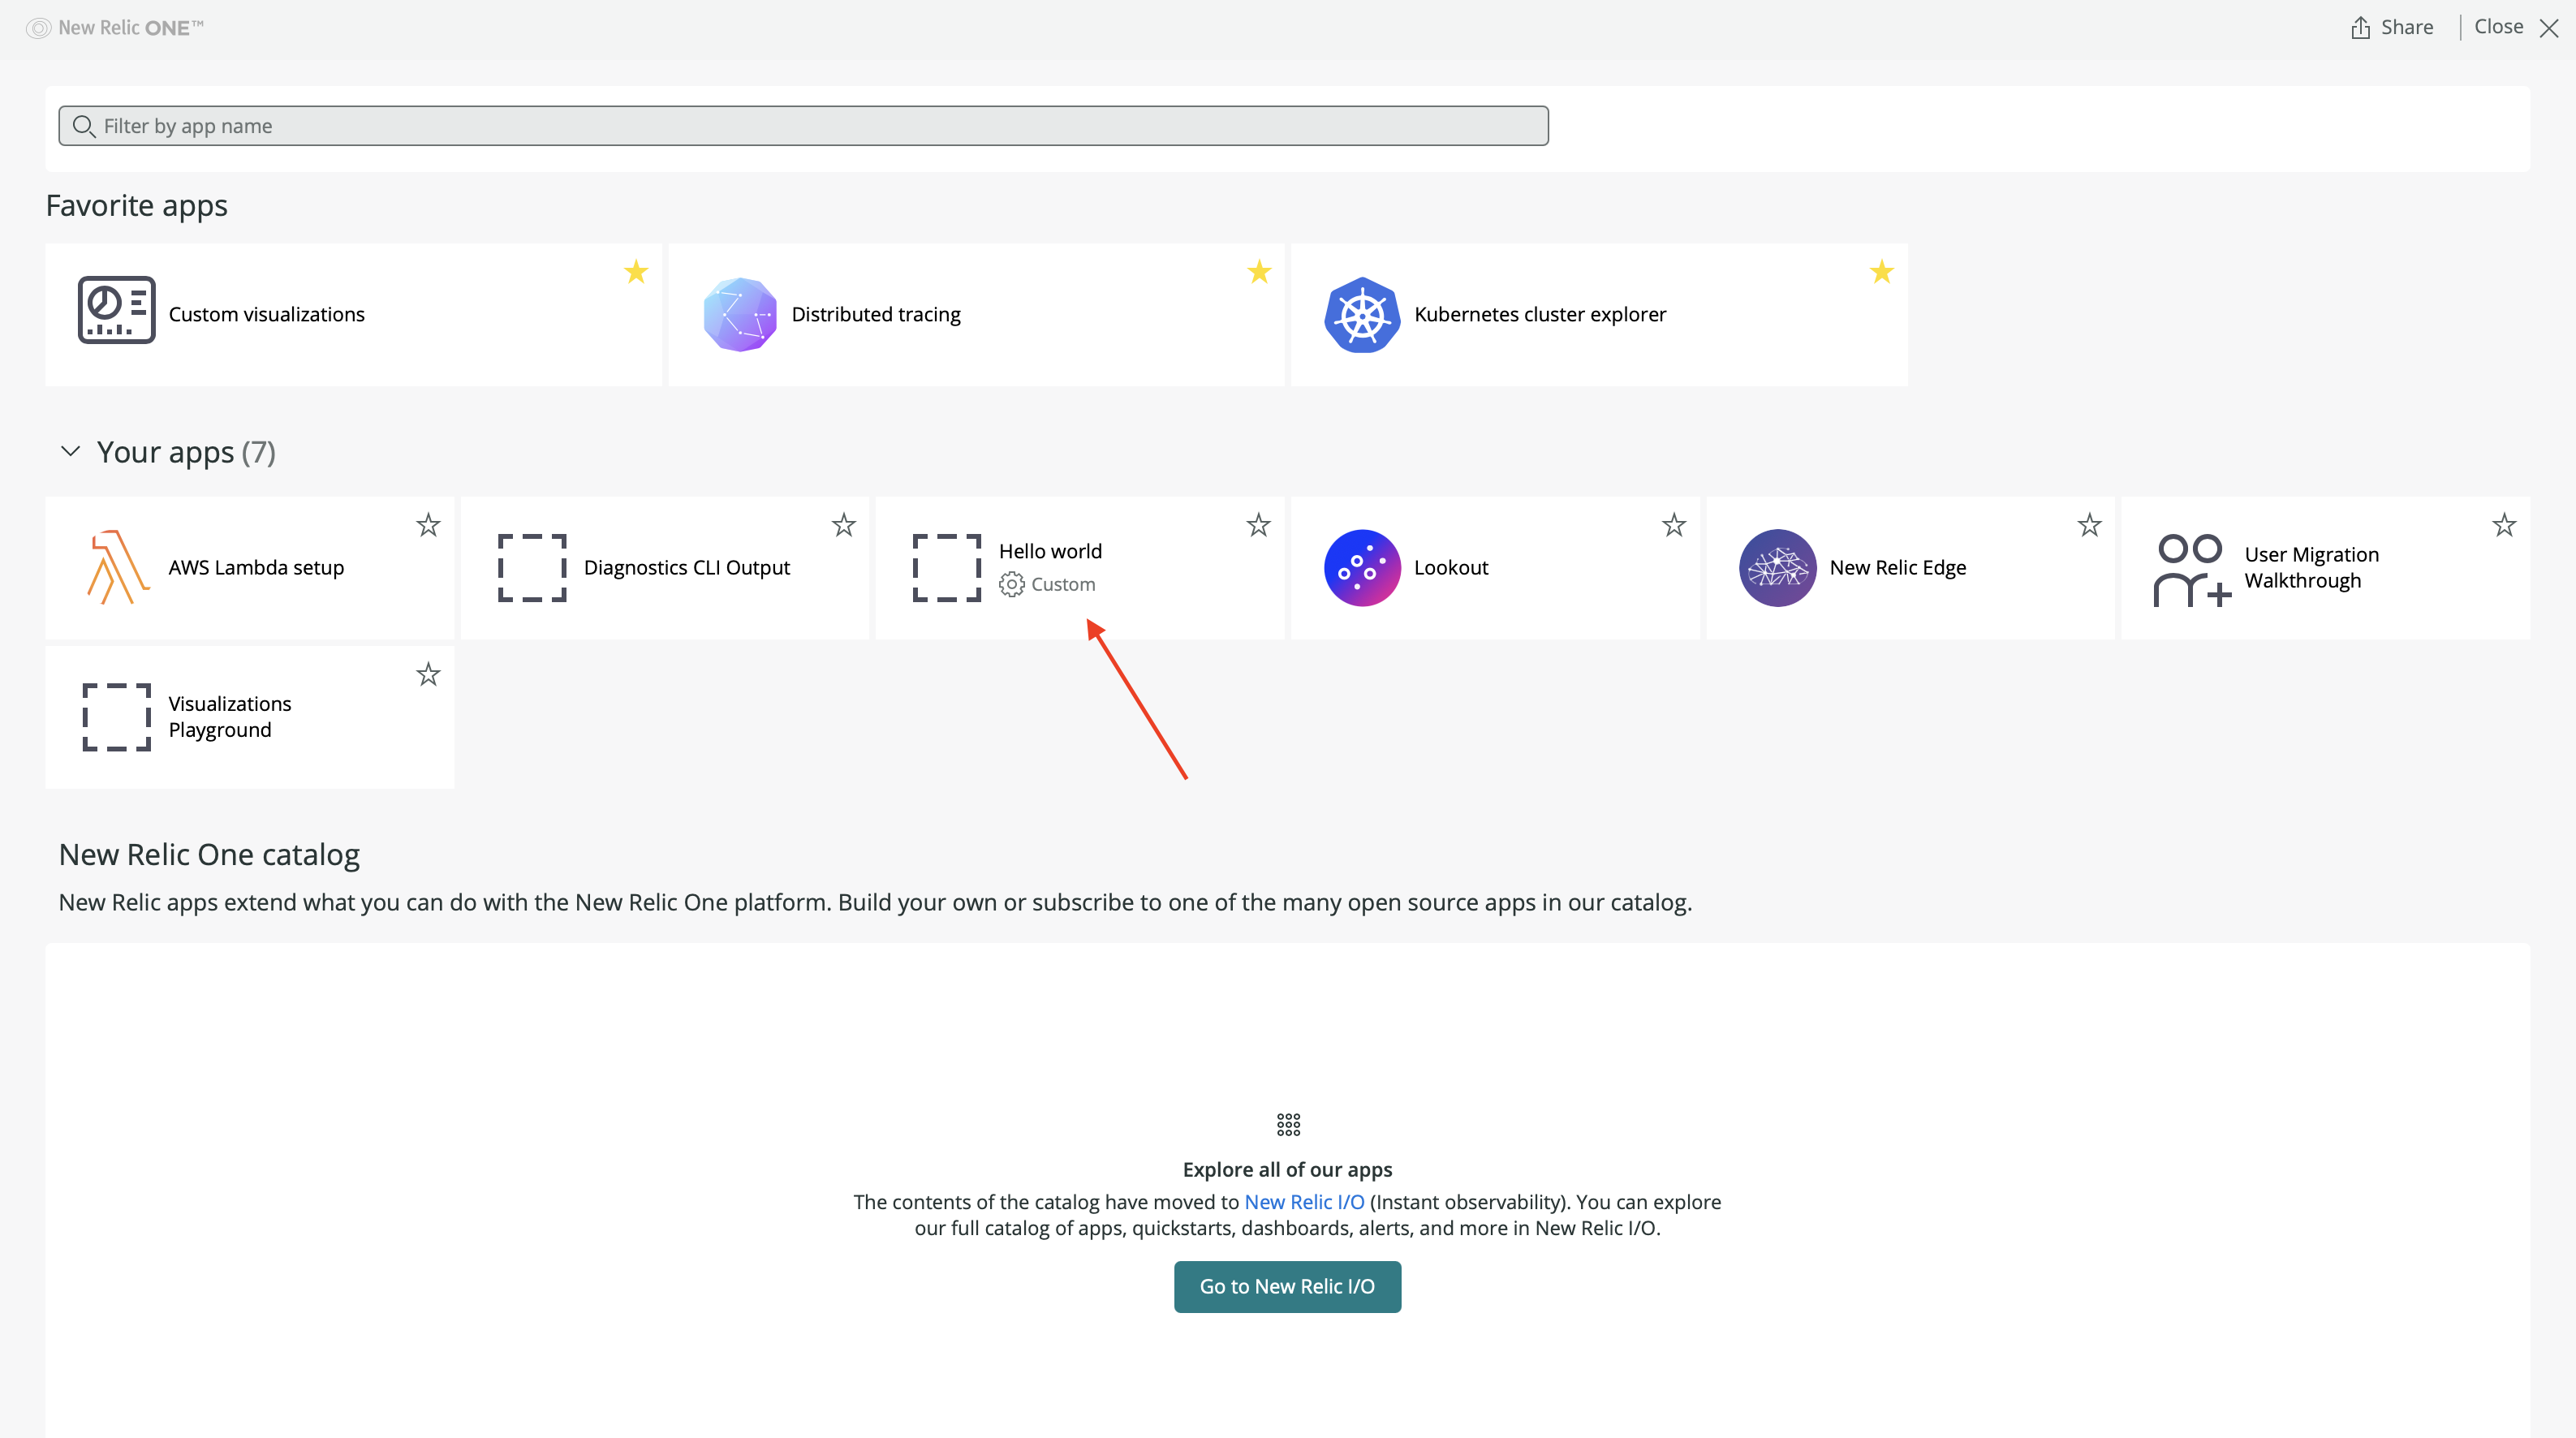 New Relic ONE™
Share
Close
Filter by app name
Favorite apps
Custom visualizations
Distributed tracing
Kubernetes cluster explorer
Your apps (7)
AWS Lambda setup
Diagnostics CLI Output
Hello world
Custom
Lookout
New Relic Edge
User Migration
Walkthrough
Visualizations
Playground
New Relic One catalog
New Relic apps extend what you can do with the New Relic One platform. Build your own or subscribe to one of the many open source apps in our catalog.
Explore all of our apps
The contents of the catalog have moved to New Relic I/O (Instant observability). You can explore
our full catalog of apps, quickstarts, dashboards, alerts, and more in New Relic I/O.
Go to New Relic I/O